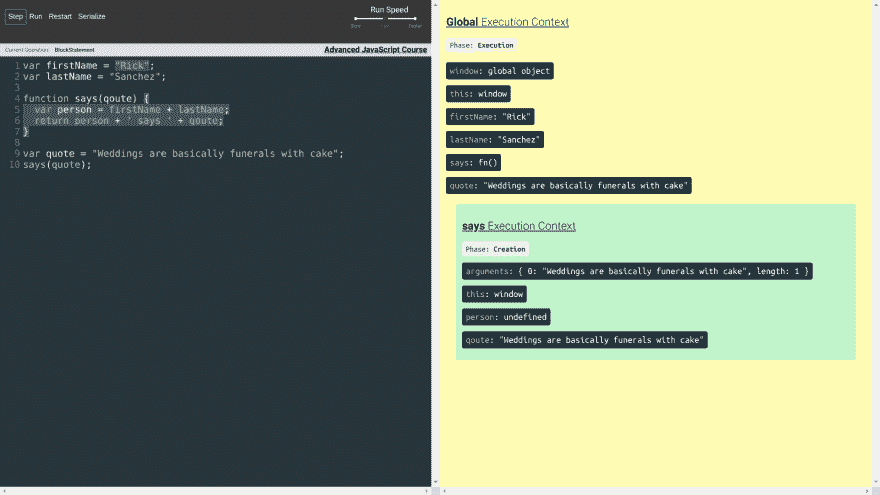 Step Run Restart Serialize
Run Speed
Slow
Faster
Current Operation: BlockStatement
Advanced JavaScript Course
1 var firstName = "Rick";
2 var lastName = "Sanchez";
3
4 function says(qoute) {
5 var person = firstName + lastName;
6 return person + ' says ' + qoute;
7 }
8
9 var quote = "Weddings are basically funerals with cake";
10 says(quote);
Global Execution Context
Phase: Execution
window: global object
this: window
firstName: "Rick"
lastName: "Sanchez"
says: fn()
quote: "Weddings are basically funerals with cake"
says Execution Context
Phase: Creation
arguments: { 0: "Weddings are basically funerals with cake", length: 1 }
this: window
person: undefined
qoute: "Weddings are basically funerals with cake"